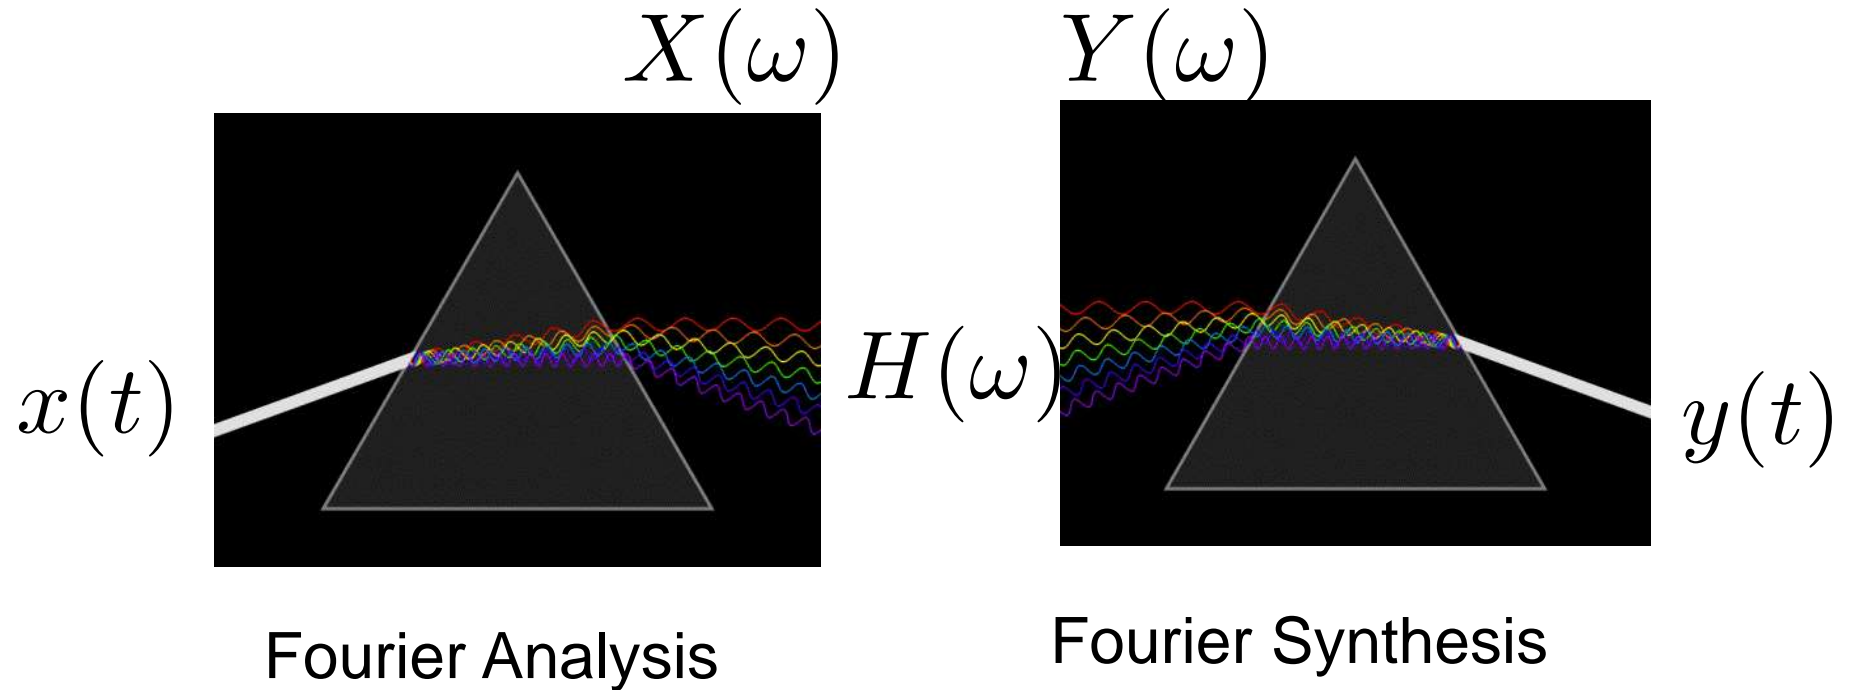 X(ω)
Y(ω)
x(t)
H(ω)
y(t)
Fourier Analysis
Fourier Synthesis